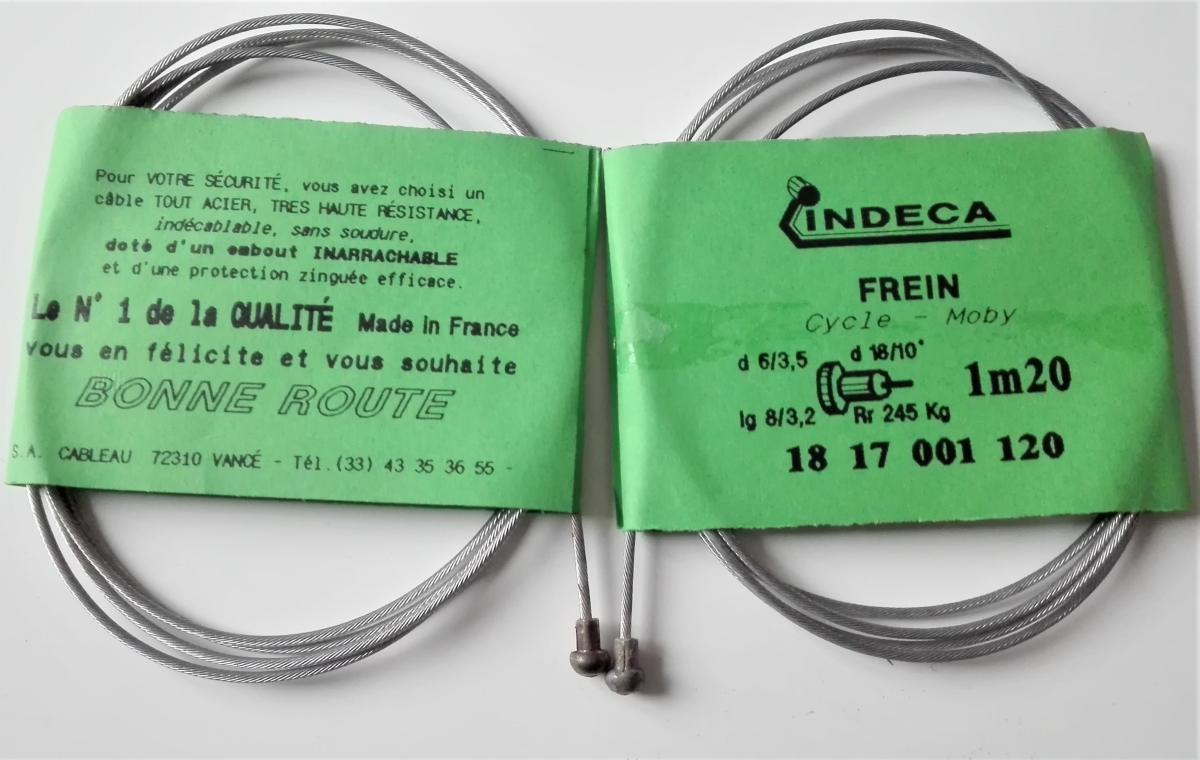 Pour VOTRE SÉCURITÉ, vous avez choisi un
câble TOUT ACIER, TRES HAUTE RÉSISTANCE,
indécablable, sans soudure,
doté d'un embout INARRACHABLE
et d'une protection zinguée efficace.
Le N° 1 de la QUALITÉ Made in France
vous en félicite et vous souhaite
BONNE ROUTE
S.A. CABLEAU 72310 VANCÉ - Tél.(33) 43 35 36 55 -
INDECA
FREIN
Cycle - Moby
d 6/3,5 d 18/10°
1m20
lg 8/3,2 Rr 245 Kg
18 17 001 120